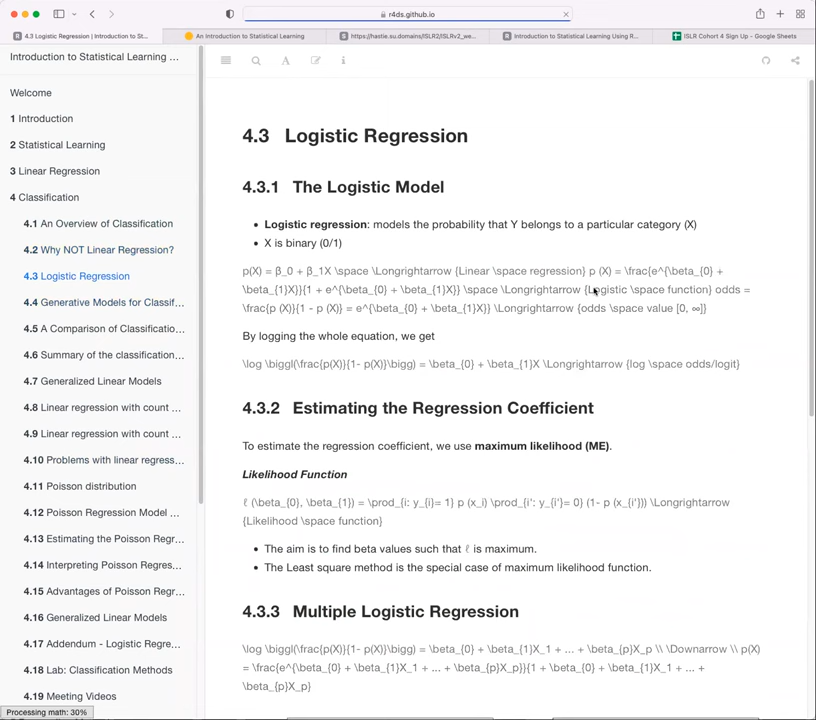 r4ds.github.io
4.3 Logistic Regression | Introduction to St...
An Introduction to Statistical Learning
https://hastie.su.domains/ISLR2/ISLRv2_we...
Introduction to Statistical Learning Using R...
ISLR Cohort 4 Sign Up - Google Sheets
Introduction to Statistical Learning ...
Welcome
1 Introduction
2 Statistical Learning
3 Linear Regression
4 Classification
4.1 An Overview of Classification
4.2 Why NOT Linear Regression?
4.3 Logistic Regression
4.4 Generative Models for Classif...
4.5 A Comparison of Classificatio...
4.6 Summary of the classification...
4.7 Generalized Linear Models
4.8 Linear regression with count ...
4.9 Linear regression with count ...
4.10 Problems with linear regress...
4.11 Poisson distribution
4.12 Poisson Regression Model ...
4.13 Estimating the Poisson Regr...
4.14 Interpreting Poisson Regres...
4.15 Advantages of Poisson Regr...
4.16 Generalized Linear Models
4.17 Addendum - Logistic Regre...
4.18 Lab: Classification Methods
4.19 Meeting Videos
Processing math: 30%
4.3 Logistic Regression
4.3.1 The Logistic Model
• Logistic regression: models the probability that Y belongs to a particular category (X)
• X is binary (0/1)
p(X) = β_0 + β_1X \space \Longrightarrow {Linear \space regression} p (X) = \frac{e^{\beta_{0} +
\beta_{1}X}}{1 + e^{\beta_{0} + \beta_{1}X}} \space \Longrightarrow {Logistic \space function} odds =
\frac{p (X)}{1 - p (X)} = e^{\beta_{0} + \beta_{1}X}} \Longrightarrow {odds \space value [0, ∞]}
By logging the whole equation, we get
\log \biggl(\frac{p(X)}{1- p(X)}\bigg) = \beta_{0} + \beta_{1}X \Longrightarrow {log \space odds/logit}
4.3.2 Estimating the Regression Coefficient
To estimate the regression coefficient, we use maximum likelihood (ME).
Likelihood Function
ℓ (\beta_{0}, \beta_{1}) = \prod_{i: y_{i}= 1} p (x_i) \prod_{i': y_{i'}= 0} (1- p (x_{i'})) \Longrightarrow
{Likelihood \space function}
• The aim is to find beta values such that ℓ is maximum.
• The Least square method is the special case of maximum likelihood function.
4.3.3 Multiple Logistic Regression
\log \biggl(\frac{p(X)}{1- p(X)}\bigg) = \beta_{0} + \beta_{1}X_1 + ... + \beta_{p}X_p \\ \Downarrow \\ p(X)
= \frac{e^{\beta_{0} + \beta_{1}X_1 + ... + \beta_{p}X_p}}{1 + \beta_{0} + \beta_{1}X_1 + ... +
\beta_{p}X_p}